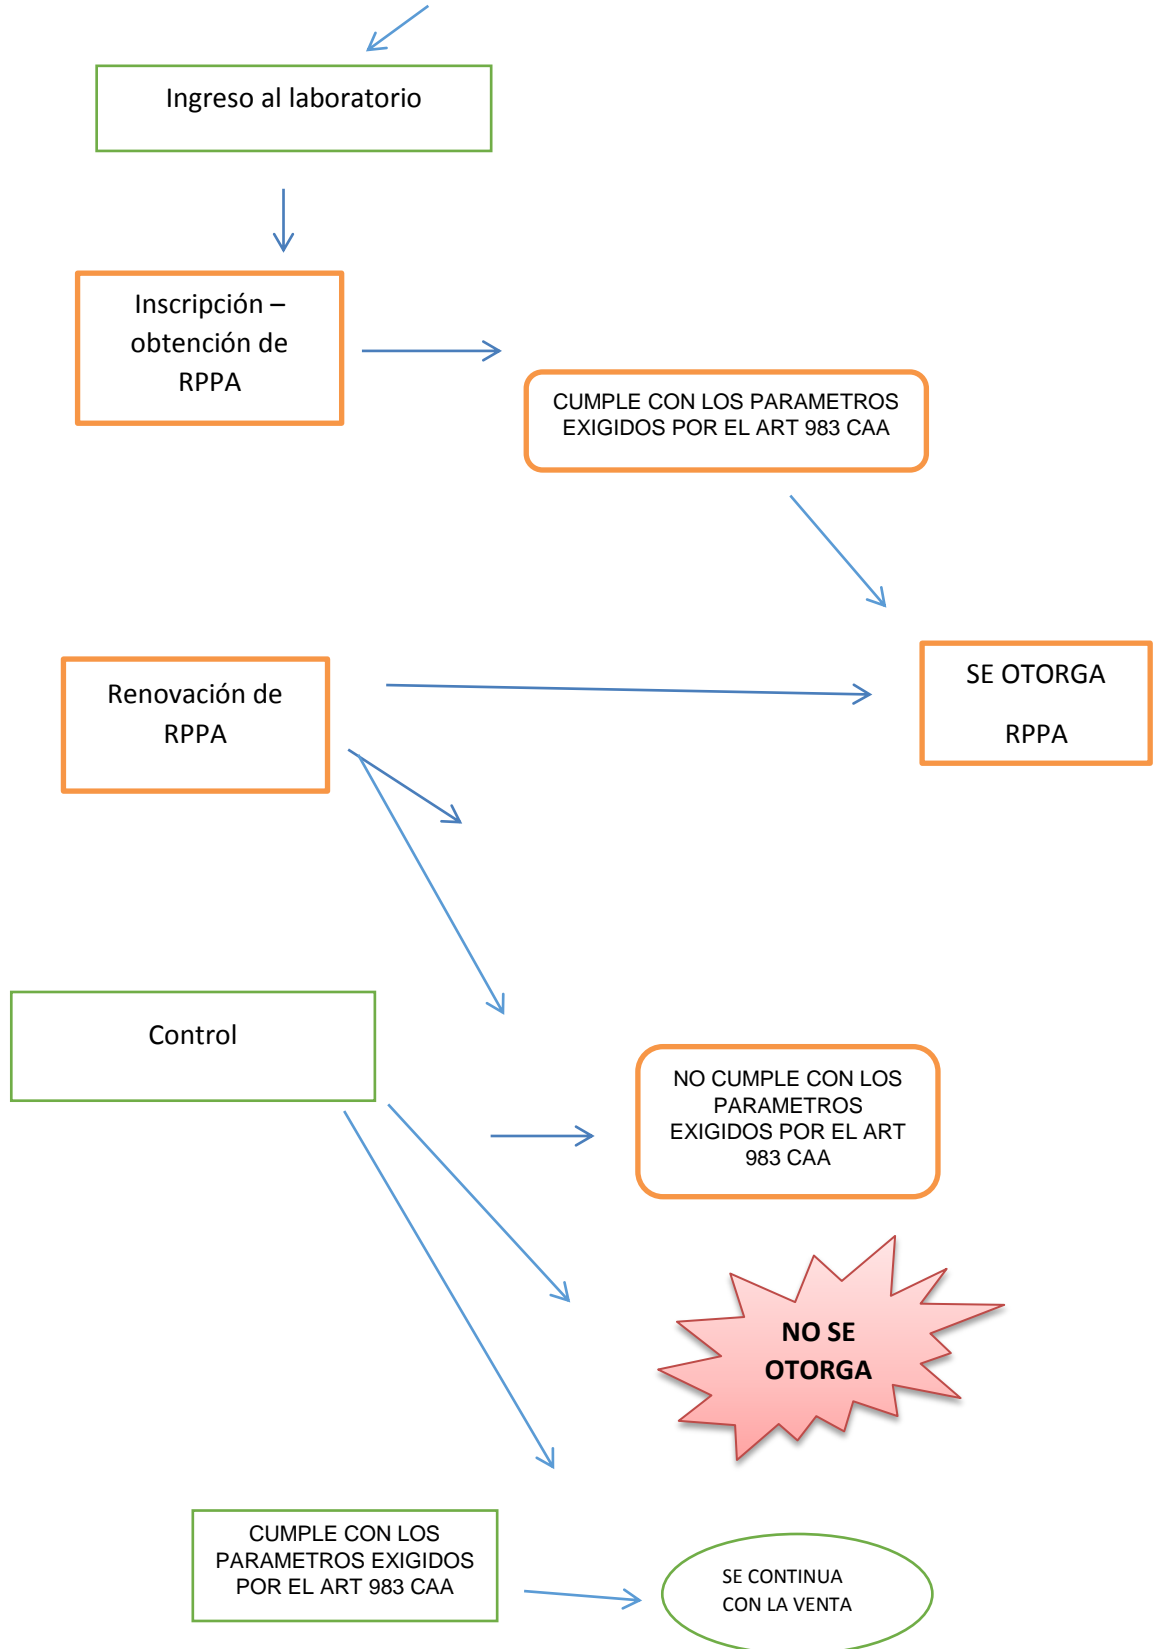 Ingreso al laboratorio
Inscripción –
obtención de
RPPA
CUMPLE CON LOS PARAMETROS
EXIGIDOS POR EL ART 983 CAA
SE OTORGA
RPPA
Renovación de
RPPA
Control
NO CUMPLE CON LOS
PARAMETROS
EXIGIDOS POR EL ART
983 CAA
NO SE
OTORGA
CUMPLE CON LOS
PARAMETROS EXIGIDOS
POR EL ART 983 CAA
SE CONTINUA
CON LA VENTA